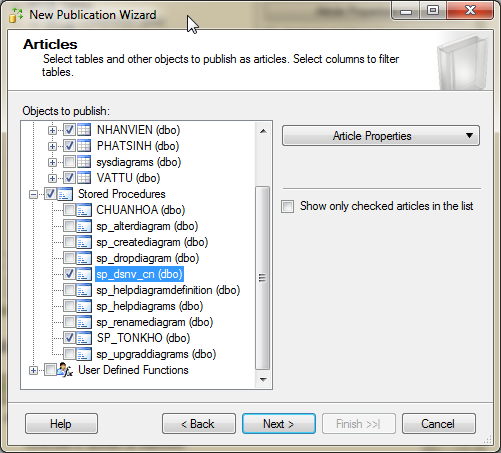 New Publication Wizard
Articles
Select tables and other objects to publish as articles. Select columns to filter
tables.
Objects to publish:
NHANVIEN (dbo)
PHATSINH (dbo)
sysdiagrams (dbo)
VATTU (dbo)
Stored Procedures
CHUANHOA (dbo)
sp_alterdiagram (dbo)
sp_creatediagram (dbo)
sp_dropdiagram (dbo)
sp_dsnv_cn (dbo)
sp_helpdiagramdefinition (dbo)
sp_helpdiagrams (dbo)
sp_renamediagram (dbo)
SP_TONKHO (dbo)
sp_upgraddiagrams (dbo)
User Defined Functions
Article Properties
Show only checked articles in the list
Help
< Back
Next >
Finish >>|
Cancel